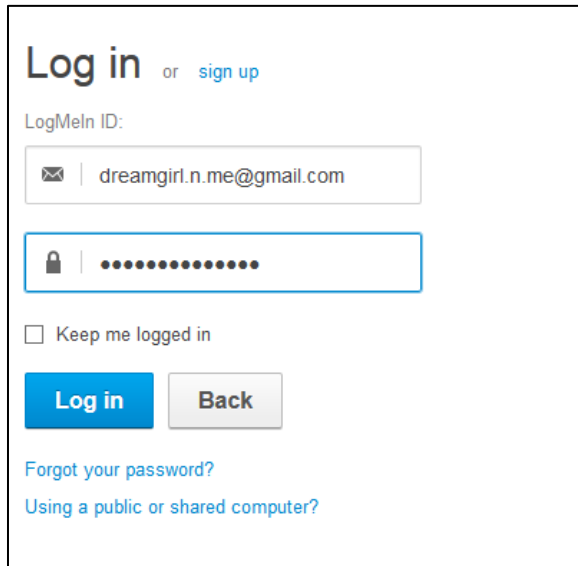 Log in or sign up
LogMeIn ID:
dreamgirl.n.me@gmail.com
••••••••••••••
Keep me logged in
Log in Back
Forgot your password?
Using a public or shared computer?